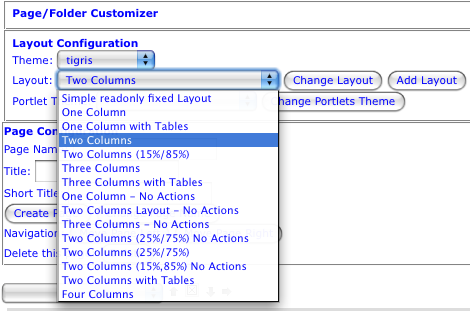 Page/Folder Customizer
Layout Configuration
Theme: tigris
Layout: Two Columns Change Layout Add Layout
Simple readonly fixed Layout
Portlet T Change Portlets Theme
One Column
One Column with Tables
Page Con
Two Columns
Page Nam
Two Columns (15%/85%)
Title:
Three Columns
Three Columns with Tables
Short Title
One Column - No Actions
Create P
Two Columns Layout - No Actions
Three Columns - No Actions
Navigation
Two Columns (25%/75%) No Actions
Delete this
Two Columns (25%/75%)
Two Columns (15%,85%) No Actions
Two Columns with Tables
Four Columns